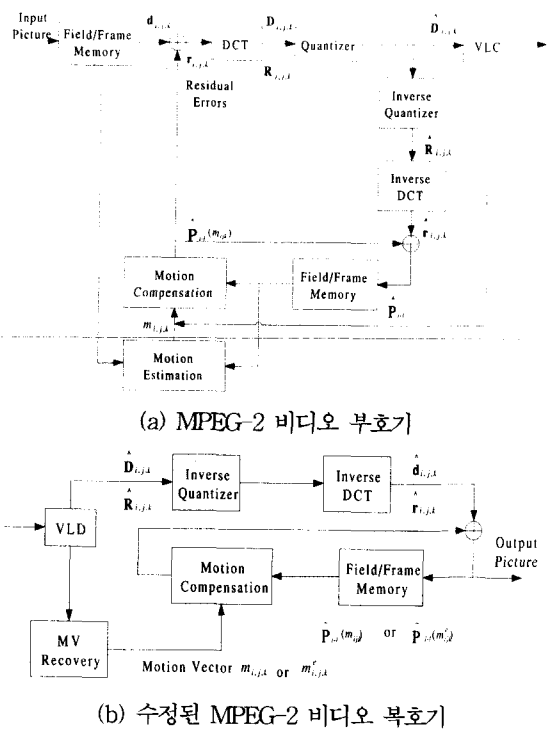 Input
Picture
Field/Frame
Memory
d i,j,k
r i,j,k
Residual
Errors
DCT
D i,j,k
R i,j,k
Quantizer
D̂ i,j,k
VLC
Inverse
Quantizer
R̂ i,j,k
Inverse
DCT
r̂ i,j,k
Motion
Compensation
Field/Frame
Memory
m i,j,k
Motion
Estimation
(a) MPEG-2 비디오 부호기
D̂ i,j,k
R̂ i,j,k
Inverse
Quantizer
Inverse
DCT
d̂ i,j,k
r̂ i,j,k
VLD
Output
Picture
Motion
Compensation
Field/Frame
Memory
or
MV
Recovery
Motion Vector m i,j,k or m^e i,j,k
(b) 수정된 MPEG-2 비디오 복호기